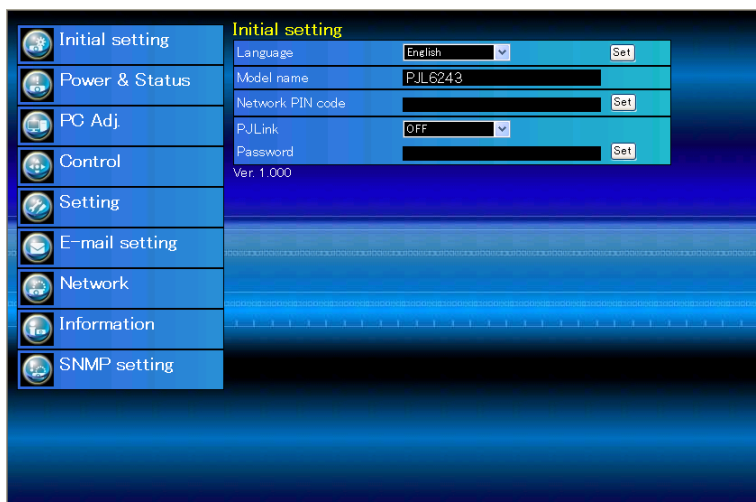 Initial setting
Power & Status
PC Adj.
Control
Setting
E-mail setting
Network
Information
SNMP setting
Initial setting
Language English Set
Model name PJL6243
Network PIN code Set
PJLink OFF
Password Set
Ver. 1.000